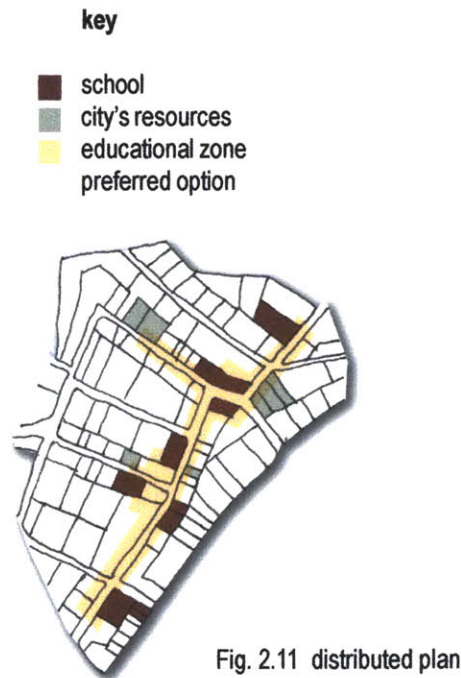 key
school
city's resources
educational zone
preferred option
Fig. 2.11 distributed plan